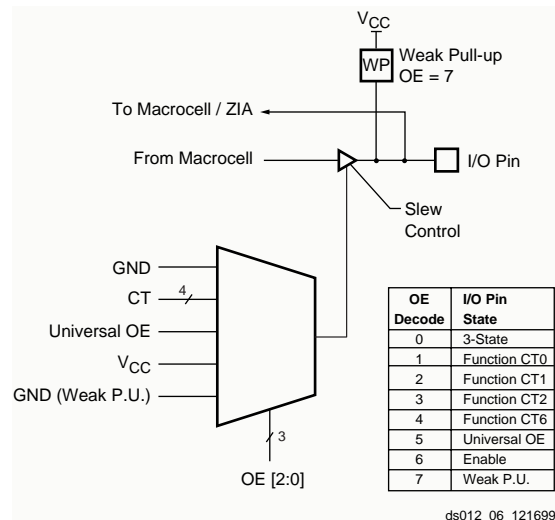 VCC
WP
Weak Pull-up
OE = 7
To Macrocell / ZIA
From Macrocell
I/O Pin
Slew
Control
GND
CT
4
Universal OE
VCC
GND (Weak P.U.)
3
OE [2:0]
OE Decode | I/O Pin State
0 | 3-State
1 | Function CT0
2 | Function CT1
3 | Function CT2
4 | Function CT6
5 | Universal OE
6 | Enable
7 | Weak P.U.
ds012_06_121699